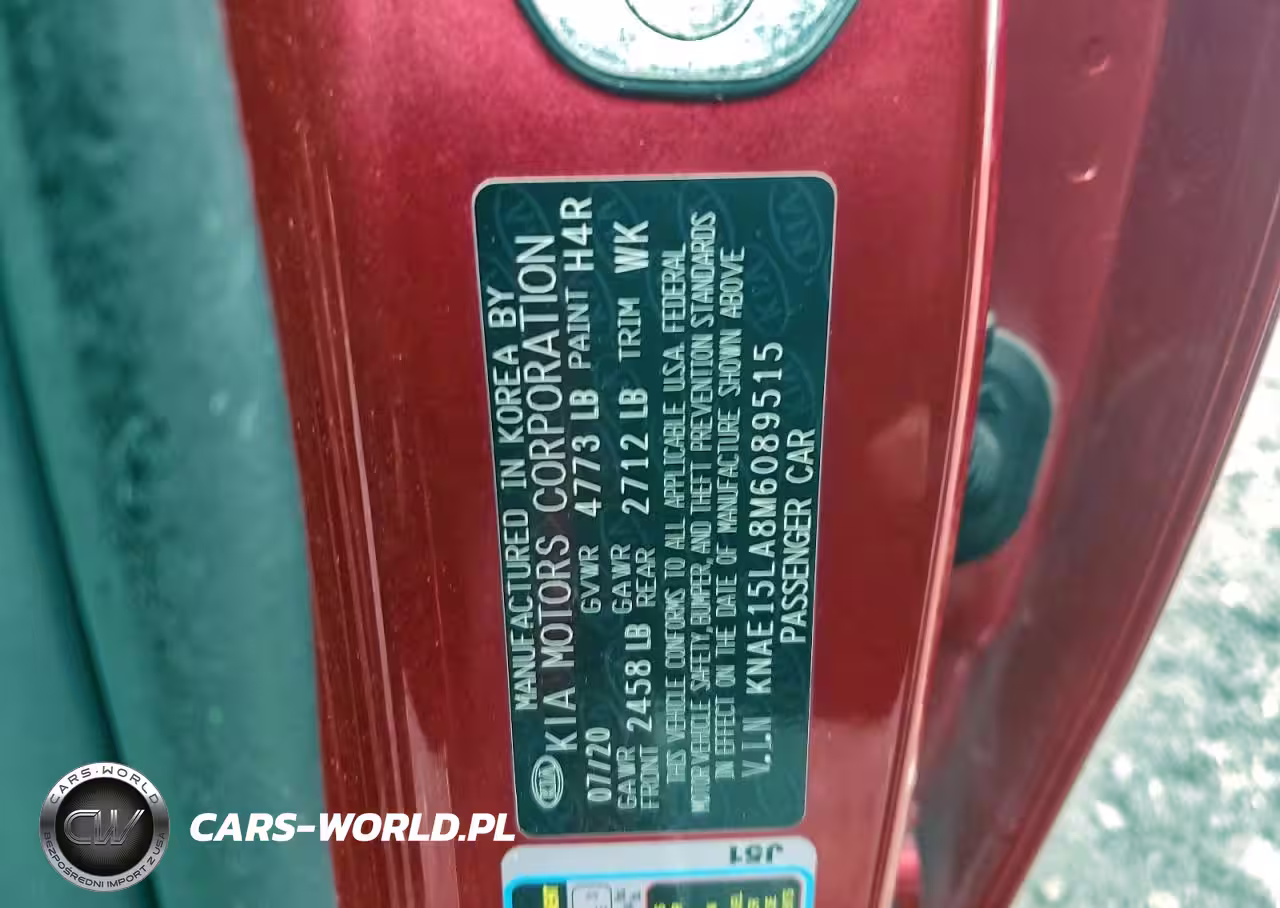 MANUFACTURED IN KOREA BY
KIA MOTORS CORPORATION
07/20 GVWR 4773 LB PAINT H4R
GAWR FRONT 2458 LB GAWR REAR 2712 LB TRIM WK
THIS VEHICLE CONFORMS TO ALL APPLICABLE U.S.A. FEDERAL
MOTOR VEHICLE SAFETY, BUMPER, AND THEFT PREVENTION STANDARDS
IN EFFECT ON THE DATE OF MANUFACTURE SHOWN ABOVE
V.I.N KNAE15LA8M6089515
PASSENGER CAR
KIA
J51
CARS-WORLD
CW
BEZPOŚREDNI IMPORT Z USA
CARS-WORLD.PL